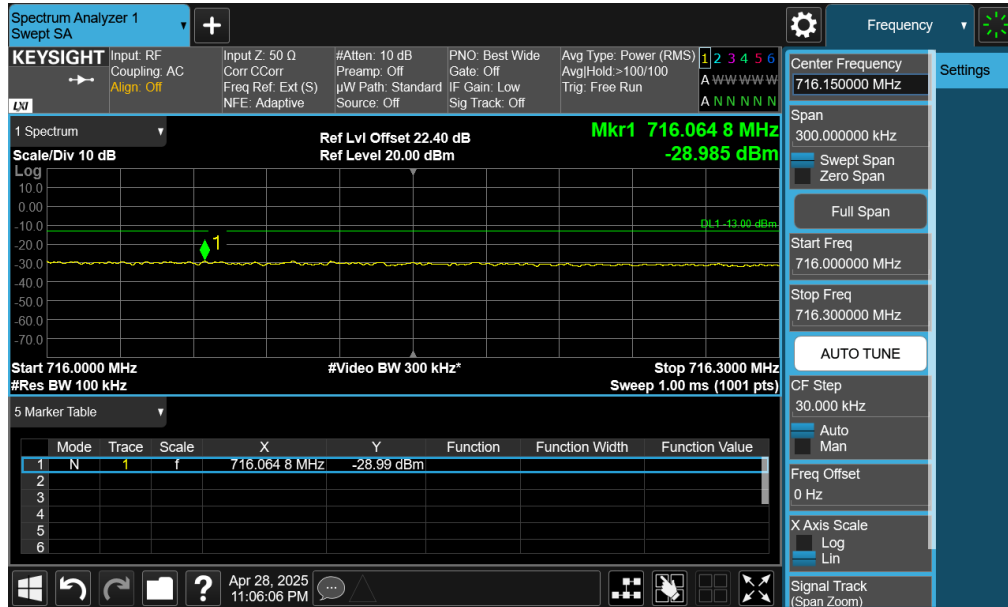 Spectrum Analyzer 1
Swept SA
+
Frequency
KEYSIGHT
LXI
Input: RF
Coupling: AC
Align: Off
Input Z: 50 Ω
Corr CCorr
Freq Ref: Ext (S)
NFE: Adaptive
#Atten: 10 dB
Preamp: Off
µW Path: Standard
Source: Off
PNO: Best Wide
Gate: Off
IF Gain: Low
Sig Track: Off
Avg Type: Power (RMS)
Avg|Hold:>100/100
Trig: Free Run
1 2 3 4 5 6
A W W W W W
A N N N N N
1 Spectrum
Scale/Div 10 dB
Ref Lvl Offset 22.40 dB
Ref Level 20.00 dBm
Mkr1 716.064 8 MHz
-28.985 dBm
Log
10.0
0.00
-10.0
-20.0
-30.0
-40.0
-50.0
-60.0
-70.0
DL1 -13.00 dBm
1
Start 716.0000 MHz
#Res BW 100 kHz
#Video BW 300 kHz*
Stop 716.3000 MHz
Sweep 1.00 ms (1001 pts)
5 Marker Table
Mode Trace Scale X Y Function Function Width Function Value
1 N 1 f 716.064 8 MHz -28.99 dBm
2
3
4
5
6
?
Apr 28, 2025
11:06:06 PM
Center Frequency
716.150000 MHz
Span
300.000000 kHz
Swept Span
Zero Span
Full Span
Start Freq
716.000000 MHz
Stop Freq
716.300000 MHz
AUTO TUNE
CF Step
30.000 kHz
Auto
Man
Freq Offset
0 Hz
X Axis Scale
Log
Lin
Signal Track
(Span Zoom)
Settings